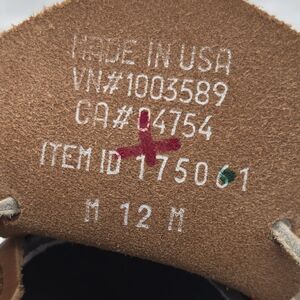 MADE IN USA
VN#1003589
CA#04754
ITEM ID 175061
M 12 M